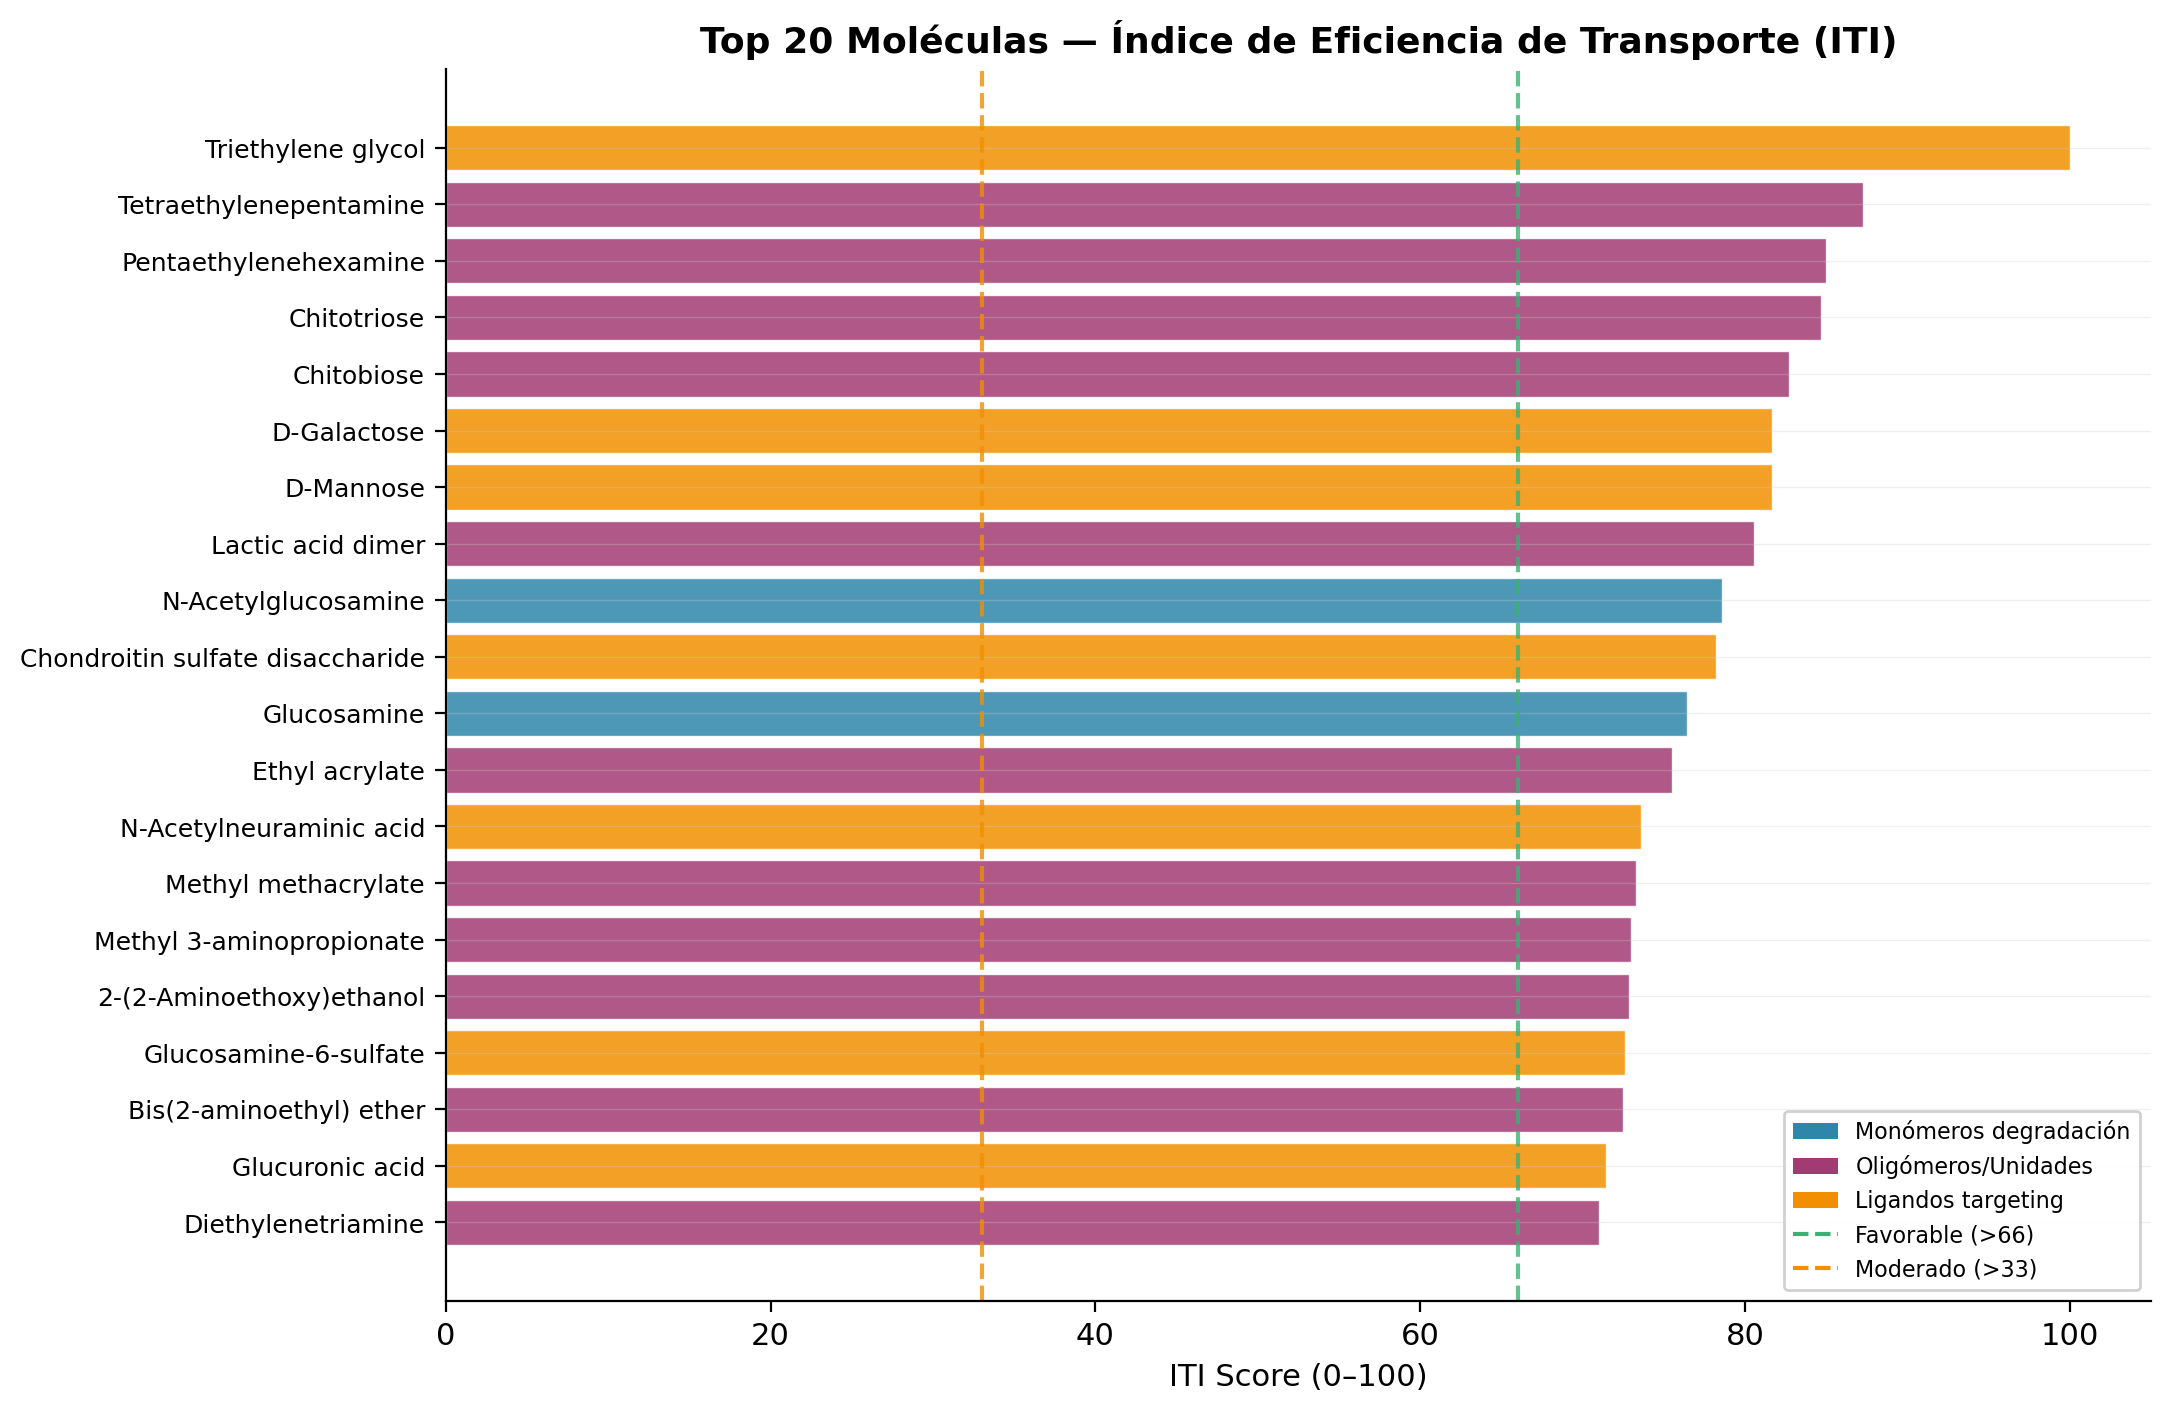 Top 20 Moléculas — Índice de Eficiencia de Transporte (ITI)
Triethylene glycol
Tetraethylenepentamine
Pentaethylenehexamine
Chitotriose
Chitobiose
D-Galactose
D-Mannose
Lactic acid dimer
N-Acetylglucosamine
Chondroitin sulfate disaccharide
Glucosamine
Ethyl acrylate
N-Acetylneuraminic acid
Methyl methacrylate
Methyl 3-aminopropionate
2-(2-Aminoethoxy)ethanol
Glucosamine-6-sulfate
Bis(2-aminoethyl) ether
Glucuronic acid
Diethylenetriamine
Monómeros degradación
Oligómeros/Unidades
Ligandos targeting
Favorable (>66)
Moderado (>33)
0 20 40 60 80 100
ITI Score (0–100)